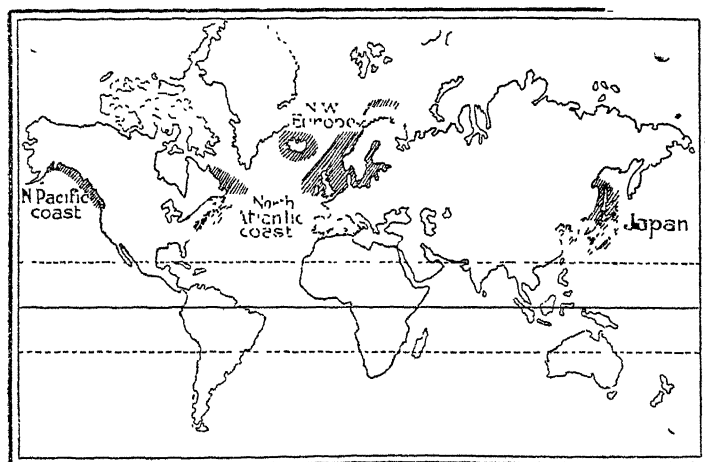 N.W.
Europe
N Pacific
coast
North
Atlantic
coast
Japan